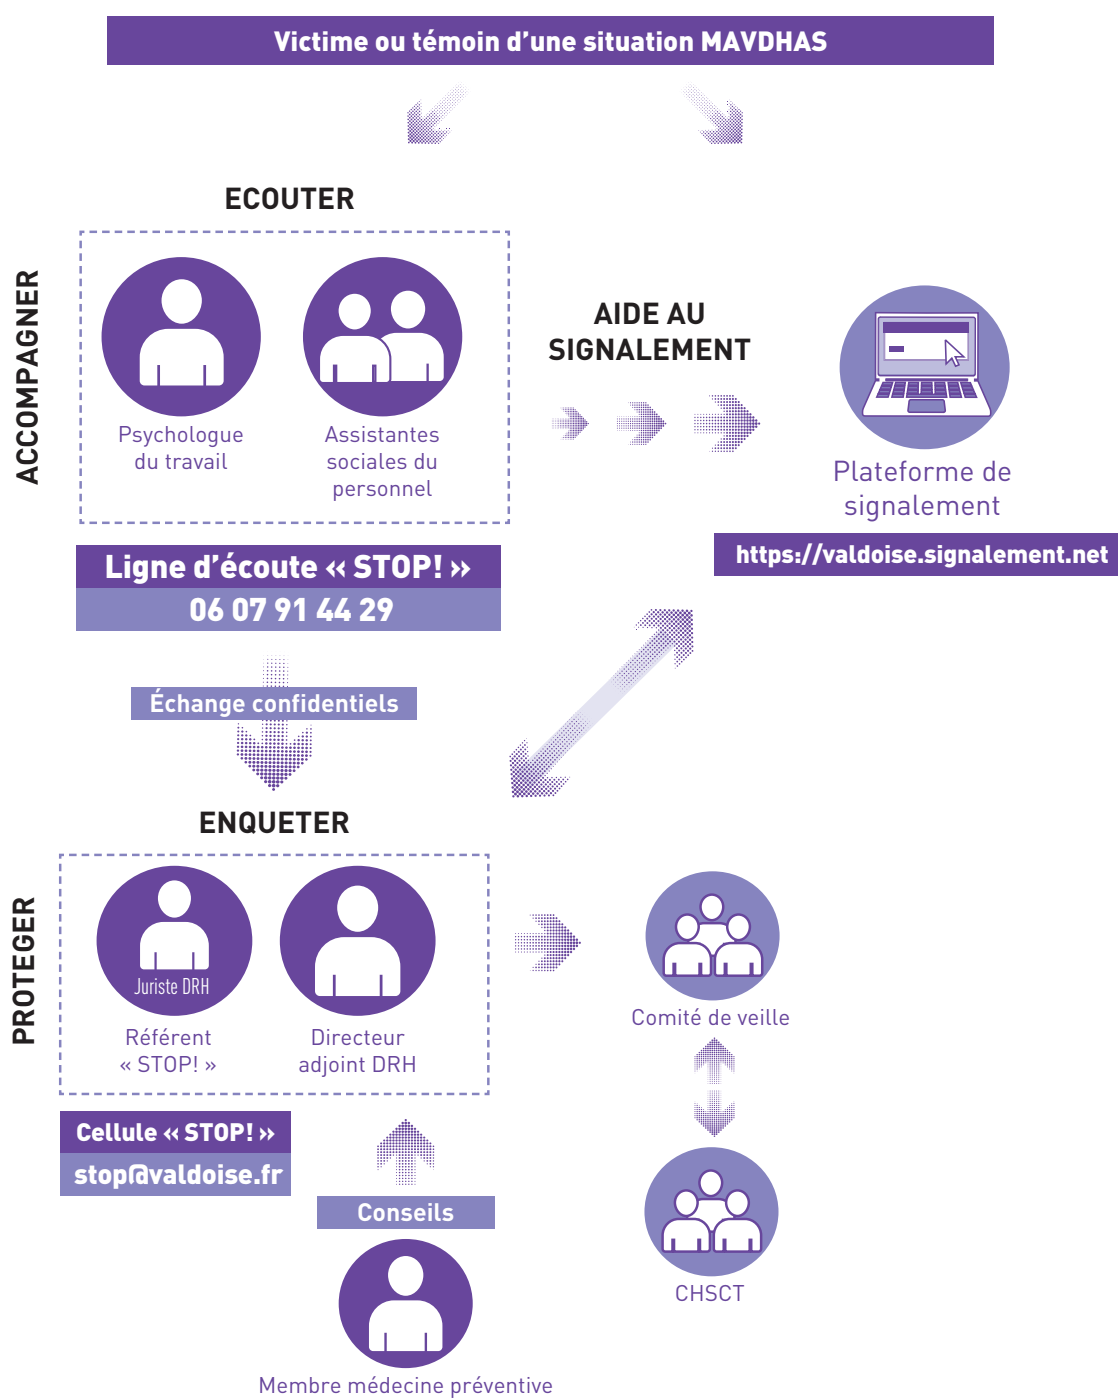 Victime ou témoin d’une situation MAVDHAS
ECOUTER
ACCOMPAGNER
Psychologue
du travail
Assistantes
sociales du
personnel
AIDE AU
SIGNALEMENT
Plateforme de
signalement
https://valdoise.signalement.net
Ligne d’écoute « STOP! »
06 07 91 44 29
Échange confidentiels
ENQUETER
PROTEGER
Juriste DRH
Référent
« STOP! »
Directeur
adjoint DRH
Comité de veille
Cellule « STOP! »
stop@valdoise.fr
Conseils
CHSCT
Membre médecine préventive